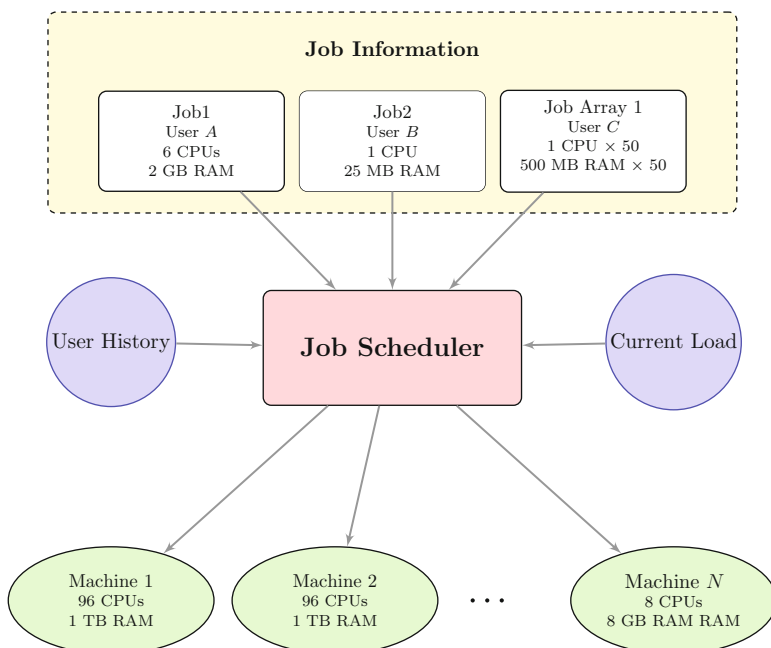 Job Information
Job1
User A
6 CPUs
2 GB RAM
Job2
User B
1 CPU
25 MB RAM
Job Array 1
User C
1 CPU × 50
500 MB RAM × 50
User History
Job Scheduler
Current Load
Machine 1
96 CPUs
1 TB RAM
Machine 2
96 CPUs
1 TB RAM
...
Machine N
8 CPUs
8 GB RAM RAM